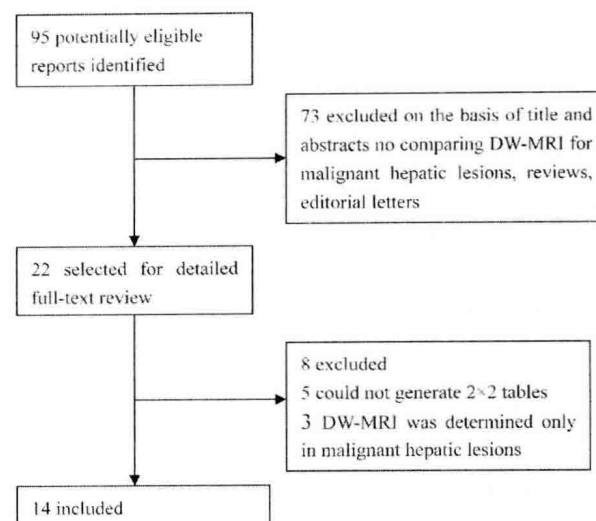 95 potentially eligible
reports identified
73 excluded on the basis of title and
abstracts no comparing DW-MRI for
malignant hepatic lesions, reviews,
editorial letters
22 selected for detailed
full-text review
8 excluded
5 could not generate 2×2 tables
3 DW-MRI was determined only
in malignant hepatic lesions
14 included